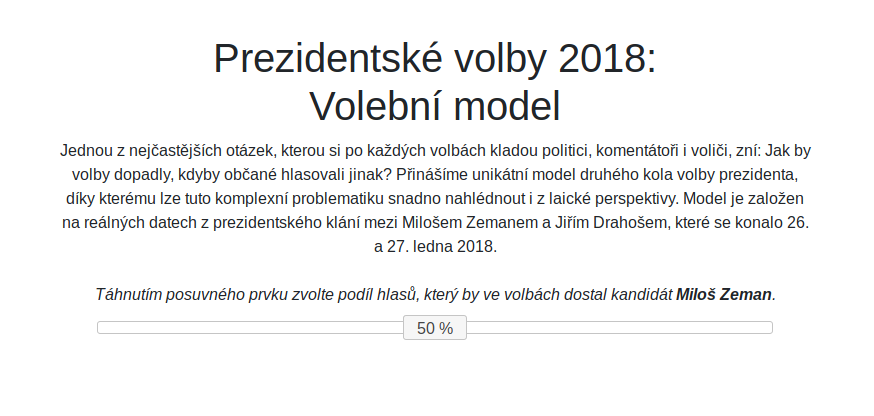 Prezidentské volby 2018:
Volební model
Jednou z nejčastějších otázek, kterou si po každých volbách kladou politici, komentátoři i voliči, zní: Jak by
volby dopadly, kdyby občané hlasovali jinak? Přinášíme unikátní model druhého kola volby prezidenta,
díky kterému lze tuto komplexní problematiku snadno nahlédnout i z laické perspektivy. Model je založen
na reálných datech z prezidentského klání mezi Milošem Zemanem a Jiřím Drahošem, které se konalo 26.
a 27. ledna 2018.
Táhnutím posuvného prvku zvolte podíl hlasů, který by ve volbách dostal kandidát Miloš Zeman.
50 %